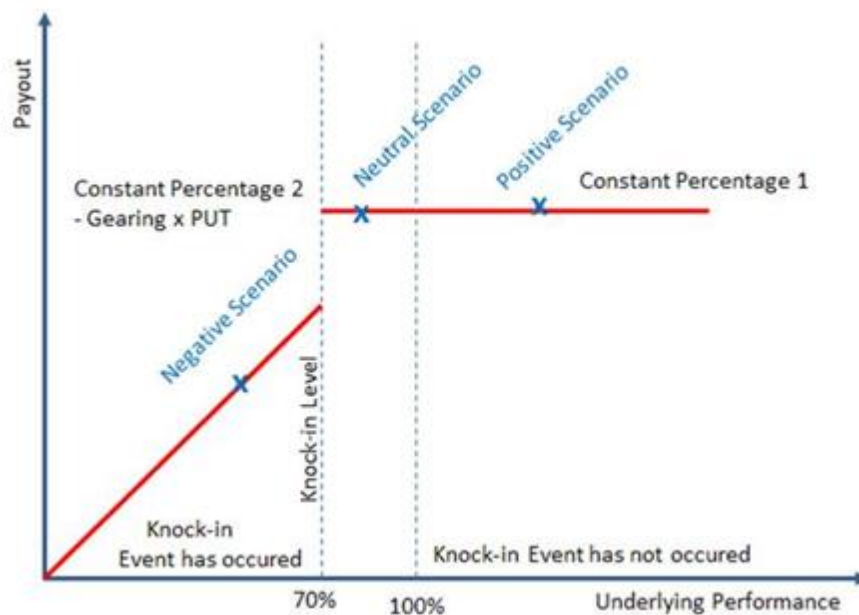 Payout
Constant Percentage 2
- Gearing x PUT
Neutral Scenario
Positive Scenario
Constant Percentage 1
X
X
Negative Scenario
X
Knock-in Level
Knock-in
Event has occured
Knock-in Event has not occured
70%
100%
Underlying Performance